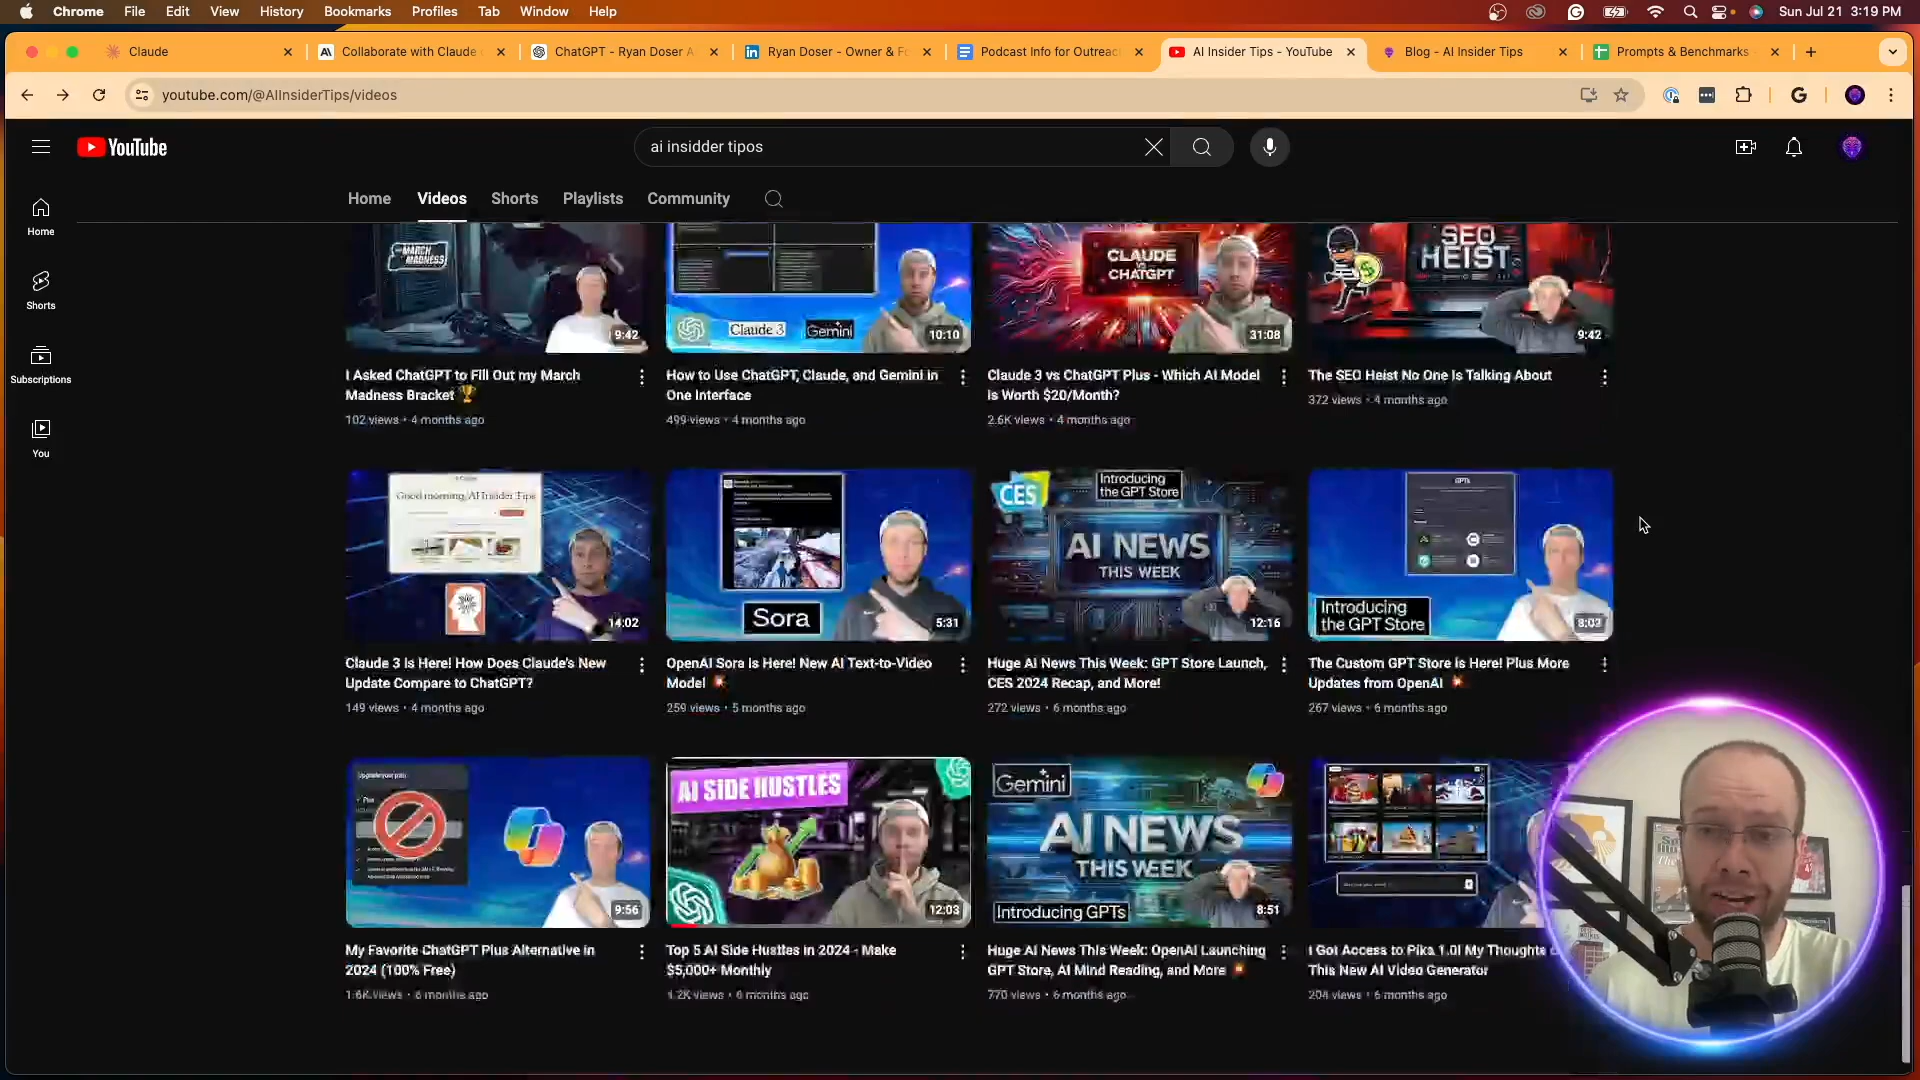 Chrome File Edit View History Bookmarks Profiles Tab Window Help Sun Jul 21 3:19 PM
Claude
Collaborate with Claude
ChatGPT - Ryan Doser A
Ryan Doser - Owner & Fo
Podcast Info for Outreac
AI Insider Tips - YouTube
Blog - AI Insider Tips
Prompts & Benchmarks
youtube.com/@AIInsiderTips/videos
YouTube
ai insidder tipos
Home Videos Shorts Playlists Community
Home
Shorts
Subscriptions
You
MARCH
MADNESS
9:42
Claude 3 Gemini
10:10
CLAUDE
VS
CHATGPT
31:08
SEO
HEIST
9:42
I Asked ChatGPT to Fill Out my March
Madness Bracket 🏆
102 views • 4 months ago
How to Use ChatGPT, Claude, and Gemini in
One Interface
499 views • 4 months ago
Claude 3 vs ChatGPT Plus - Which AI Model
is Worth $20/Month?
2.6K views • 4 months ago
The SEO Heist No One Is Talking About
372 views • 4 months ago
Good morning, AI Insider Tips
14:02
Sora
5:31
CES
Introducing
the GPT Store
AI NEWS
THIS WEEK
12:16
GPTs
Introducing
the GPT Store
8:03
Claude 3 Is Here! How Does Claude's New
Update Compare to ChatGPT?
149 views • 4 months ago
OpenAI Sora Is Here! New AI Text-to-Video
Model 💥
259 views • 5 months ago
Huge AI News This Week: GPT Store Launch,
CES 2024 Recap, and More!
272 views • 6 months ago
The Custom GPT Store is Here! Plus More
Updates from OpenAI 💥
267 views • 6 months ago
Upgrade your plan
Plus
9:56
AI SIDE HUSTLES
12:03
Gemini
AI NEWS
THIS WEEK
Introducing GPTs
8:51
My Favorite ChatGPT Plus Alternative in
2024 (100% Free)
1.6K views • 6 months ago
Top 5 AI Side Hustles in 2024 - Make
$5,000+ Monthly
1.2K views • 6 months ago
Huge AI News This Week: OpenAI Launching
GPT Store, AI Mind Reading, and More 💥
770 views • 6 months ago
I Got Access to Pika 1.0! My Thoughts
This New AI Video Generator
204 views • 6 months ago